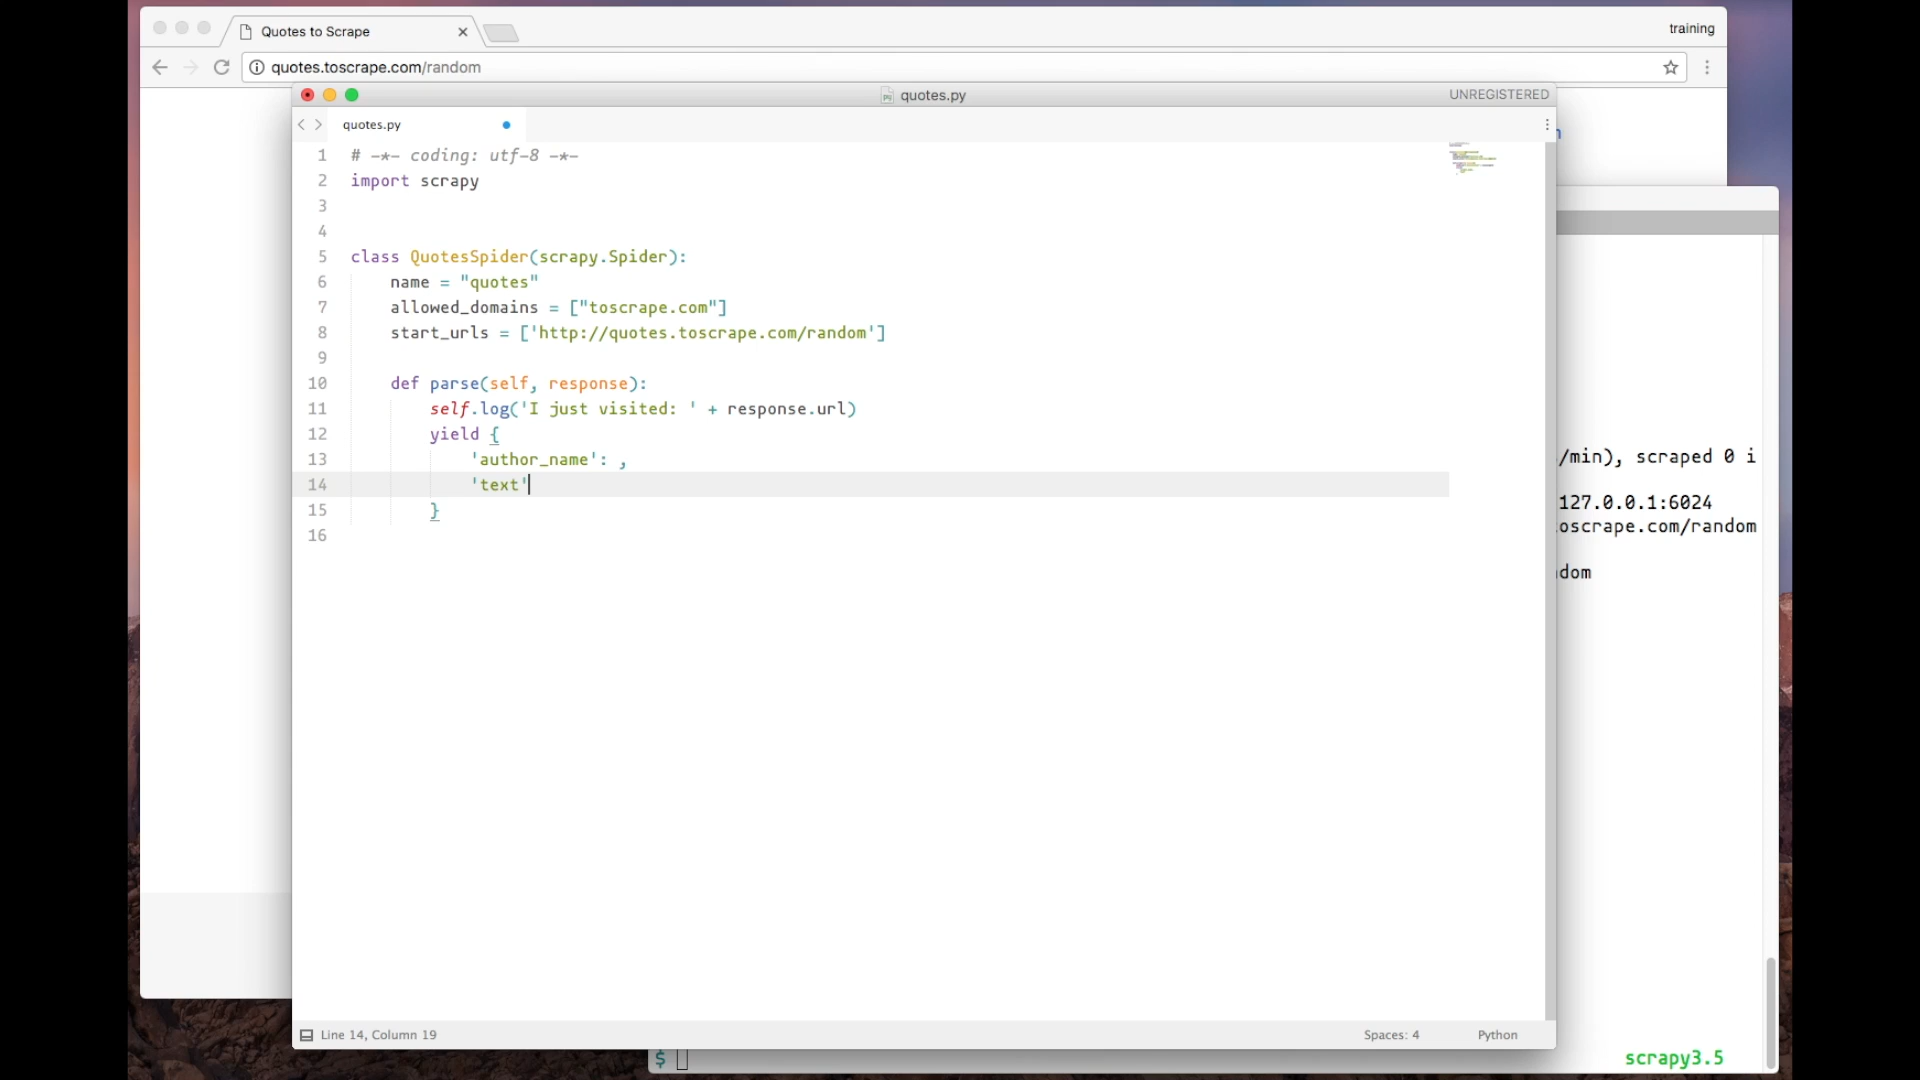 Quotes to Scrape
training
quotes.toscrape.com/random
quotes.py
UNREGISTERED
quotes.py
1 # -*- coding: utf-8 -*-
2 import scrapy
3
4
5 class QuotesSpider(scrapy.Spider):
6 name = "quotes"
7 allowed_domains = ["toscrape.com"]
8 start_urls = ['http://quotes.toscrape.com/random']
9
10 def parse(self, response):
11 self.log('I just visited: ' + response.url)
12 yield {
13 'author_name': ,
14 'text'
15 }
16
/min), scraped 0 i
127.0.0.1:6024
oscrape.com/random
dom
Line 14, Column 19
Spaces: 4
Python
$
scrapy3.5